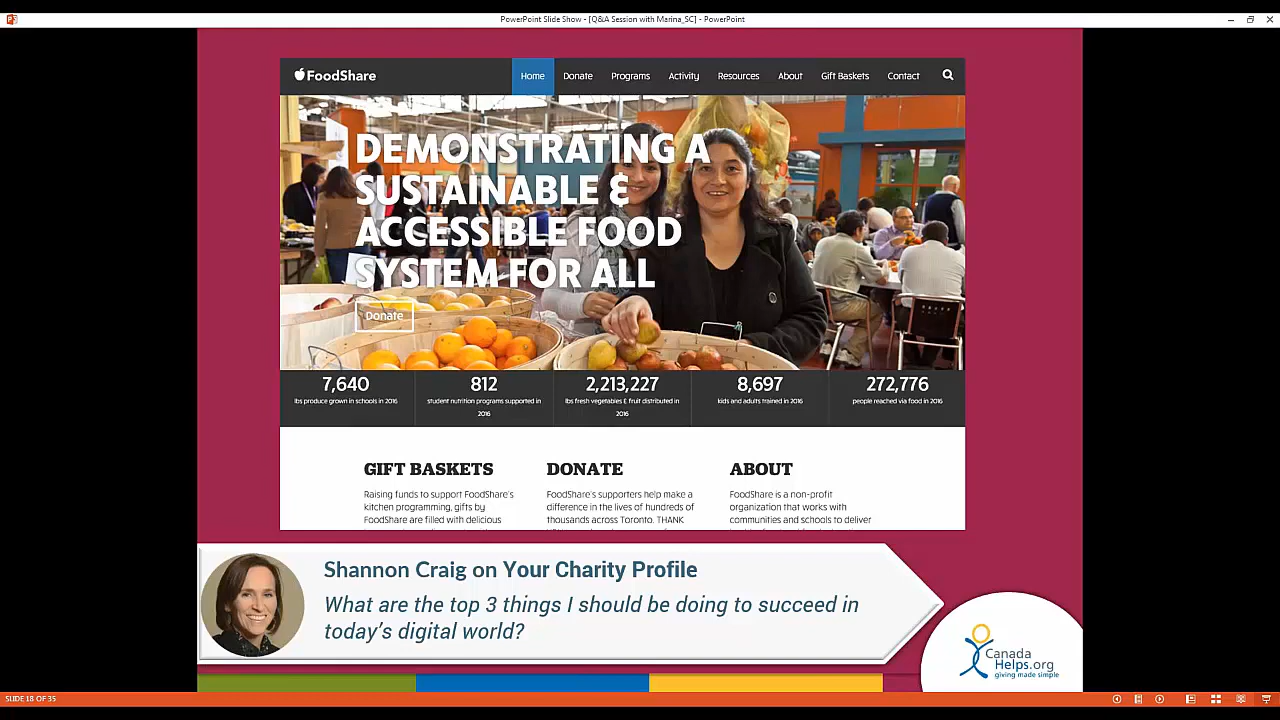 PowerPoint Slide Show - [Q&A Session with Marina_SC] - PowerPoint
FoodShare
Home Donate Programs Activity Resources About Gift Baskets Contact
DEMONSTRATING A
SUSTAINABLE &
ACCESSIBLE FOOD
SYSTEM FOR ALL
Donate
7,640 812 2,213,227 8,697 272,776
lbs produce grown in schools in 2016 student nutrition programs supported in lbs fresh vegetables & fruit distributed in kids and adults trained in 2016 people reached via food in 2016
2016 2016
GIFT BASKETS DONATE ABOUT
Raising funds to support FoodShare's FoodShare's supporters help make a FoodShare is a non-profit
kitchen programming, gifts by difference in the lives of hundreds of organization that works with
FoodShare are filled with delicious thousands across Toronto. THANK communities and schools to deliver
Shannon Craig on Your Charity Profile
What are the top 3 things I should be doing to succeed in
today's digital world?
Canada
Helps.org
giving made simple
SLIDE 18 OF 35